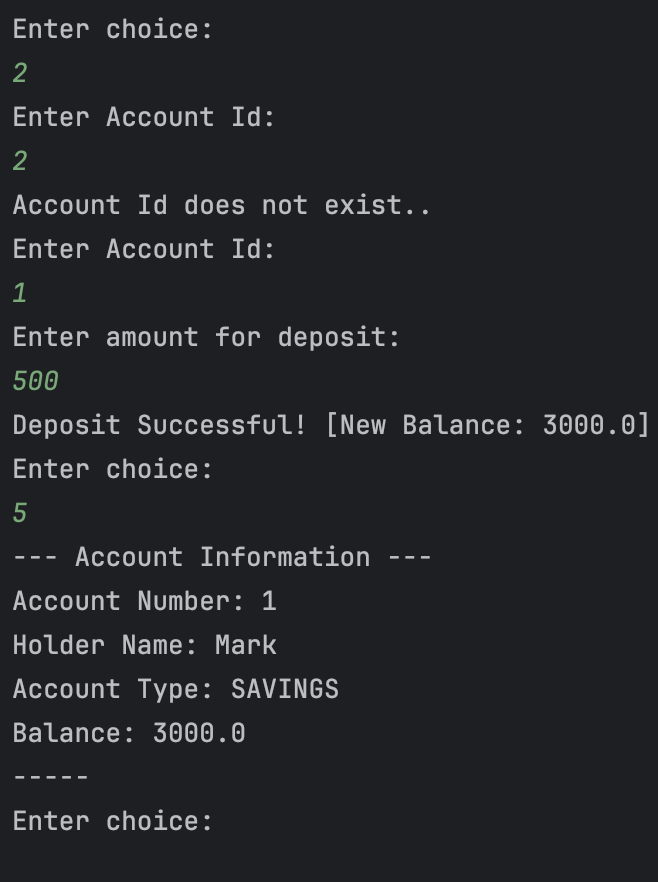 Enter choice:
2
Enter Account Id:
2
Account Id does not exist..
Enter Account Id:
1
Enter amount for deposit:
500
Deposit Successful! [New Balance: 3000.0]
Enter choice:
5
--- Account Information ---
Account Number: 1
Holder Name: Mark
Account Type: SAVINGS
Balance: 3000.0
-----
Enter choice: